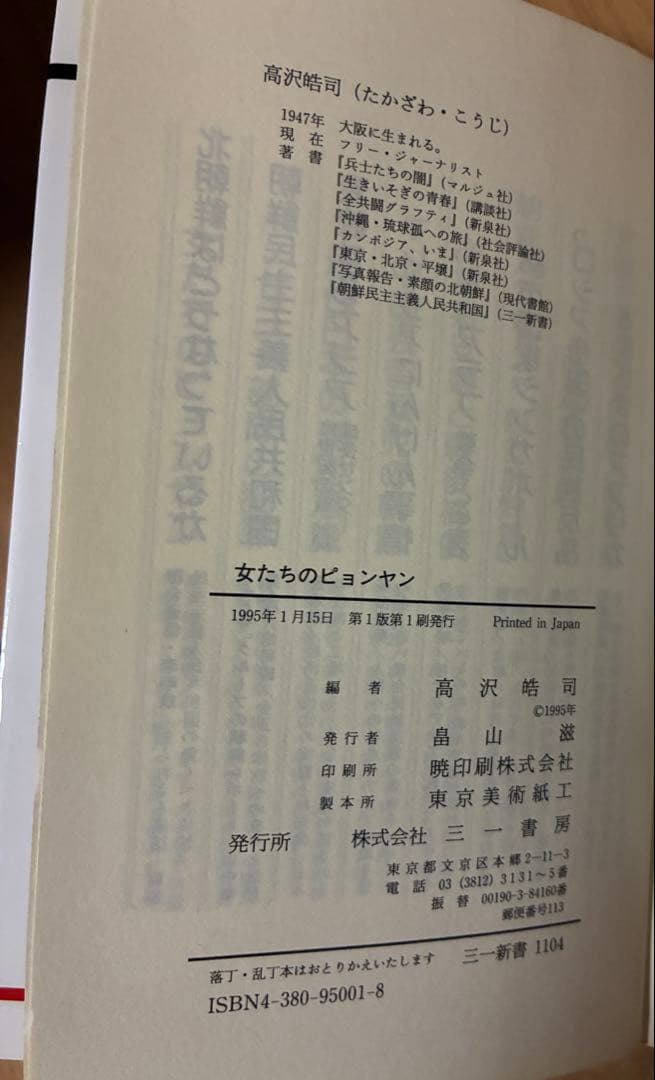 高沢皓司（たかざわ・こうじ）
1947年　大阪に生まれる。
現在　フリー・ジャーナリスト
著書　『兵士たちの闇』（マルジュ社）
『生きいそぎの青春』（講談社）
『全共闘グラフティ』（新泉社）
『沖縄・琉球孤への旅』（社会評論社）
『カンボジア、いま』（新泉社）
『東京・北京・平壌』（新泉社）
『写真報告・素顔の北朝鮮』（現代書館）
『朝鮮民主主義人民共和国』（三一新書）
女たちのピョンヤン
1995年1月15日　第1版第1刷発行　Printed in Japan
編者　高沢皓司
©1995年
発行者　畠山　滋
印刷所　暁印刷株式会社
製本所　東京美術紙工
発行所　株式会社　三一書房
東京都文京区本郷2−11−3
電話 03 (3812) 3131〜5番
振替 00190-3-84160番
郵便番号113
落丁・乱丁本はおとりかえいたします　三一新書 1104
ISBN4-380-95001-8